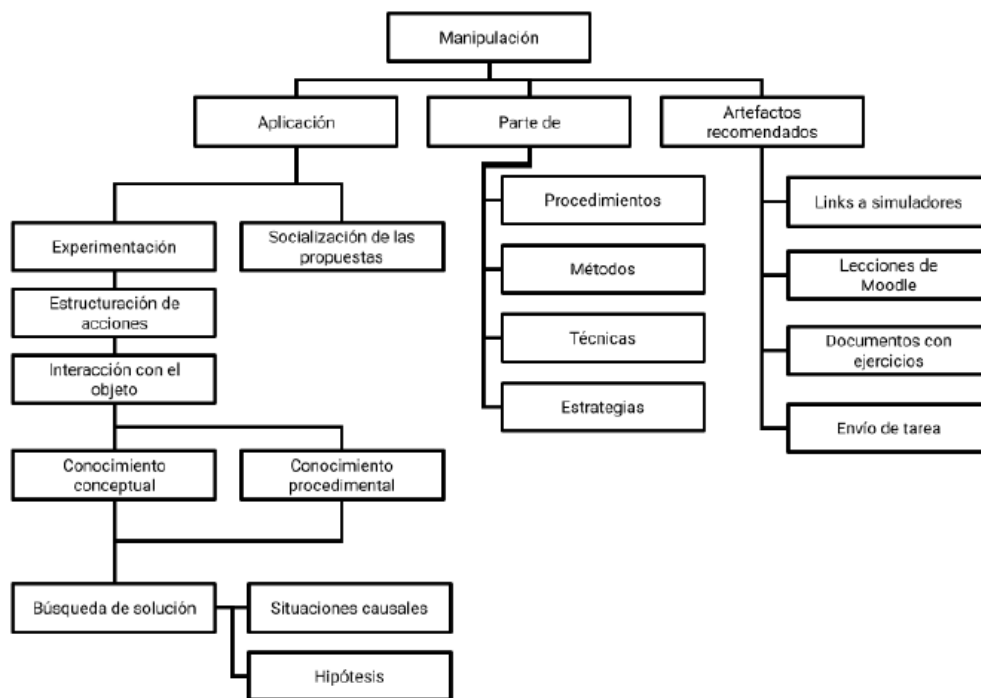 Manipulación
Aplicación
Parte de
Artefactos
recomendados
Experimentación
Socialización de las
propuestas
Estructuración de
acciones
Interacción con el
objeto
Conocimiento
conceptual
Conocimiento
procedimental
Búsqueda de solución
Situaciones causales
Hipótesis
Procedimientos
Métodos
Técnicas
Estrategias
Links a simuladores
Lecciones de
Moodle
Documentos con
ejercicios
Envío de tarea